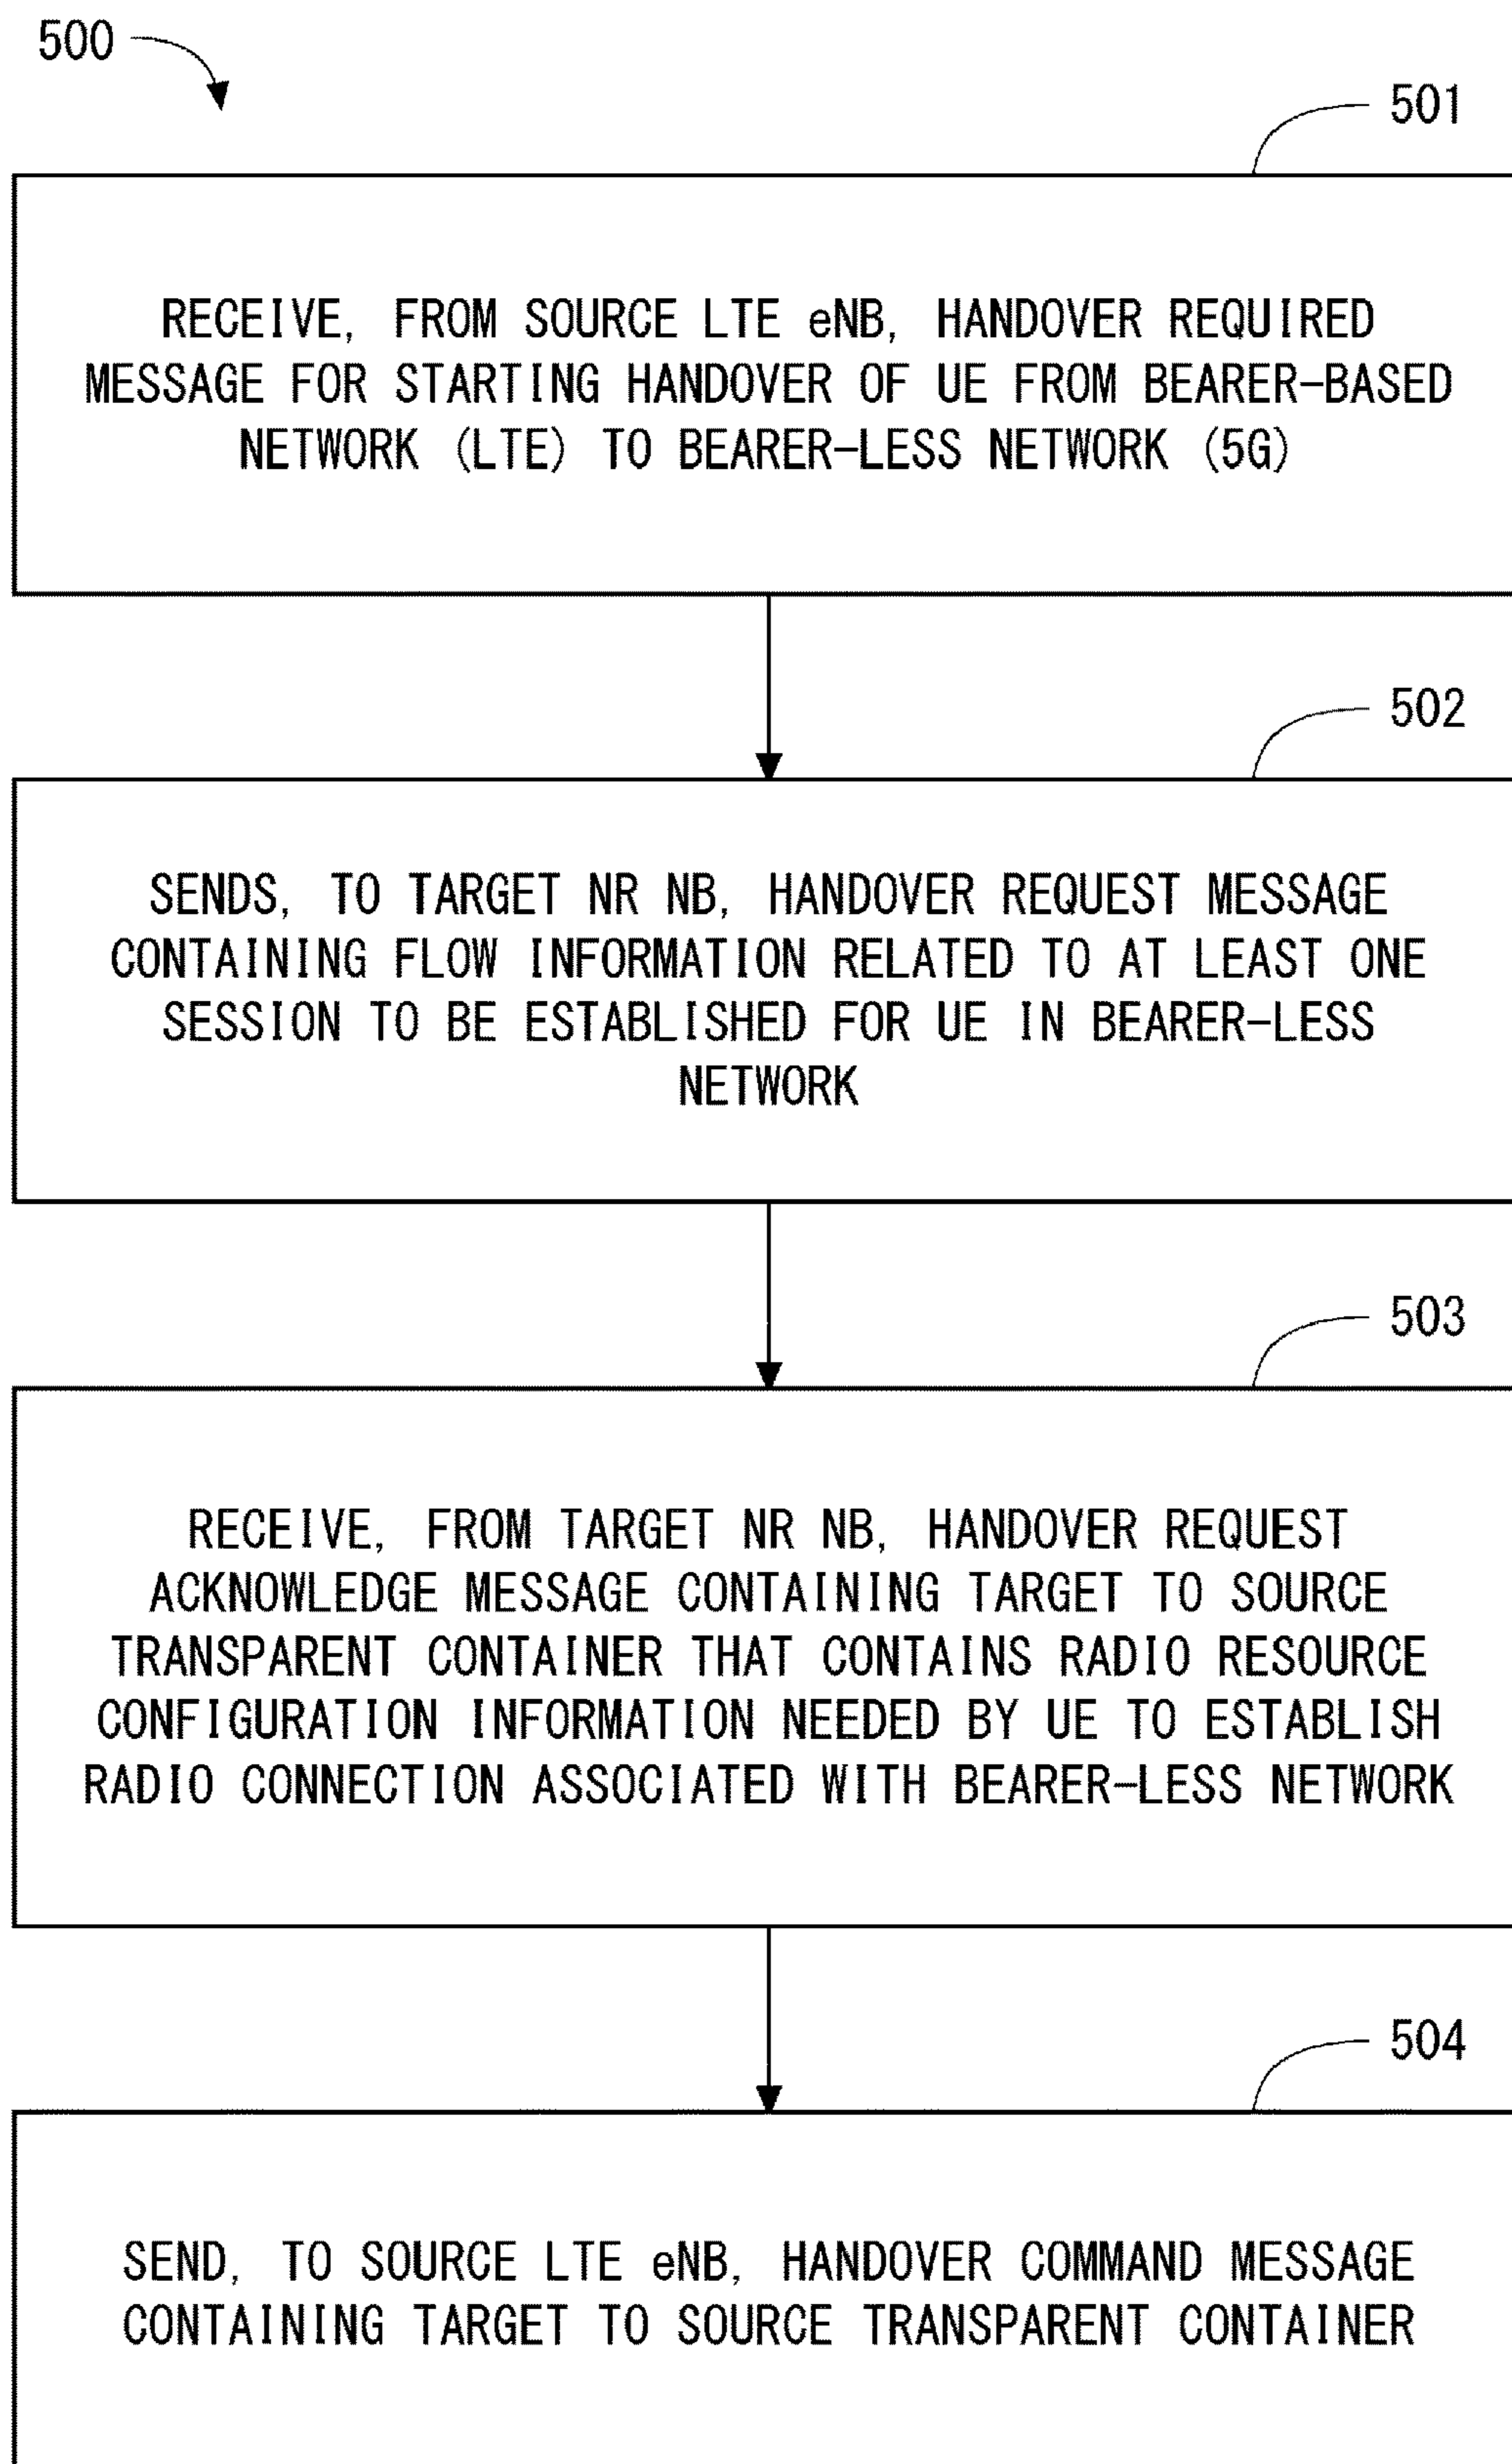 500
501
RECEIVE, FROM SOURCE LTE eNB, HANDOVER REQUIRED
MESSAGE FOR STARTING HANDOVER OF UE FROM BEARER-BASED
NETWORK (LTE) TO BEARER-LESS NETWORK (5G)
502
SENDS, TO TARGET NR NB, HANDOVER REQUEST MESSAGE
CONTAINING FLOW INFORMATION RELATED TO AT LEAST ONE
SESSION TO BE ESTABLISHED FOR UE IN BEARER-LESS
NETWORK
503
RECEIVE, FROM TARGET NR NB, HANDOVER REQUEST
ACKNOWLEDGE MESSAGE CONTAINING TARGET TO SOURCE
TRANSPARENT CONTAINER THAT CONTAINS RADIO RESOURCE
CONFIGURATION INFORMATION NEEDED BY UE TO ESTABLISH
RADIO CONNECTION ASSOCIATED WITH BEARER-LESS NETWORK
504
SEND, TO SOURCE LTE eNB, HANDOVER COMMAND MESSAGE
CONTAINING TARGET TO SOURCE TRANSPARENT CONTAINER